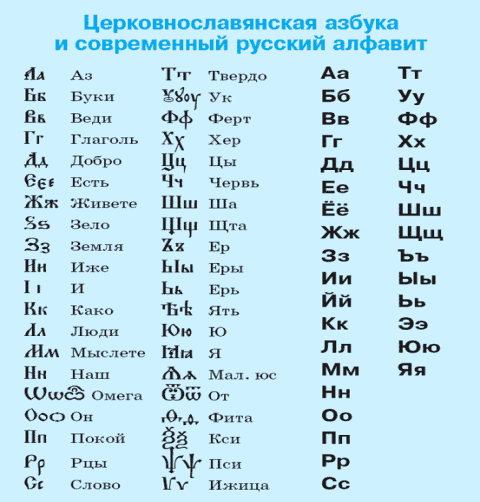 Церковнославянская азбука
и современный русский алфавит
Аа Аз
Бб Буки
Вв Веди
Гг Глаголь
Дд Добро
Єєе Есть
Жж Живете
Ѕѕ Зело
Зз Земля
Ии Иже
Іі И
Кк Како
Лл Люди
Мм Мыслете
Нн Наш
Ѡѡѽ Омега
Ооѻ Он
Пп Покой
Рр Рцы
Сс Слово
Тт Твердо
Ꙋꙋѹ Ук
Фф Ферт
Хх Хер
Цц Цы
Чч Червь
Шш Ша
Щщ Щта
Ъъ Ер
Ыы Еры
Ьь Ерь
Ѣѣ Ять
Юю Ю
Ꙗꙗ Я
Ѧѧ Мал. юс
Ѿѿ От
Ѳѳ Фита
Ѯѯ Кси
Ѱѱ Пси
Ѵѵ Ижица
Аа
Бб
Вв
Гг
Дд
Ее
Ёё
Жж
Зз
Ии
Йй
Кк
Лл
Мм
Нн
Оо
Пп
Рр
Сс
Тт
Уу
Фф
Хх
Цц
Чч
Шш
Щщ
Ъъ
Ыы
Ьь
Ээ
Юю
Яя